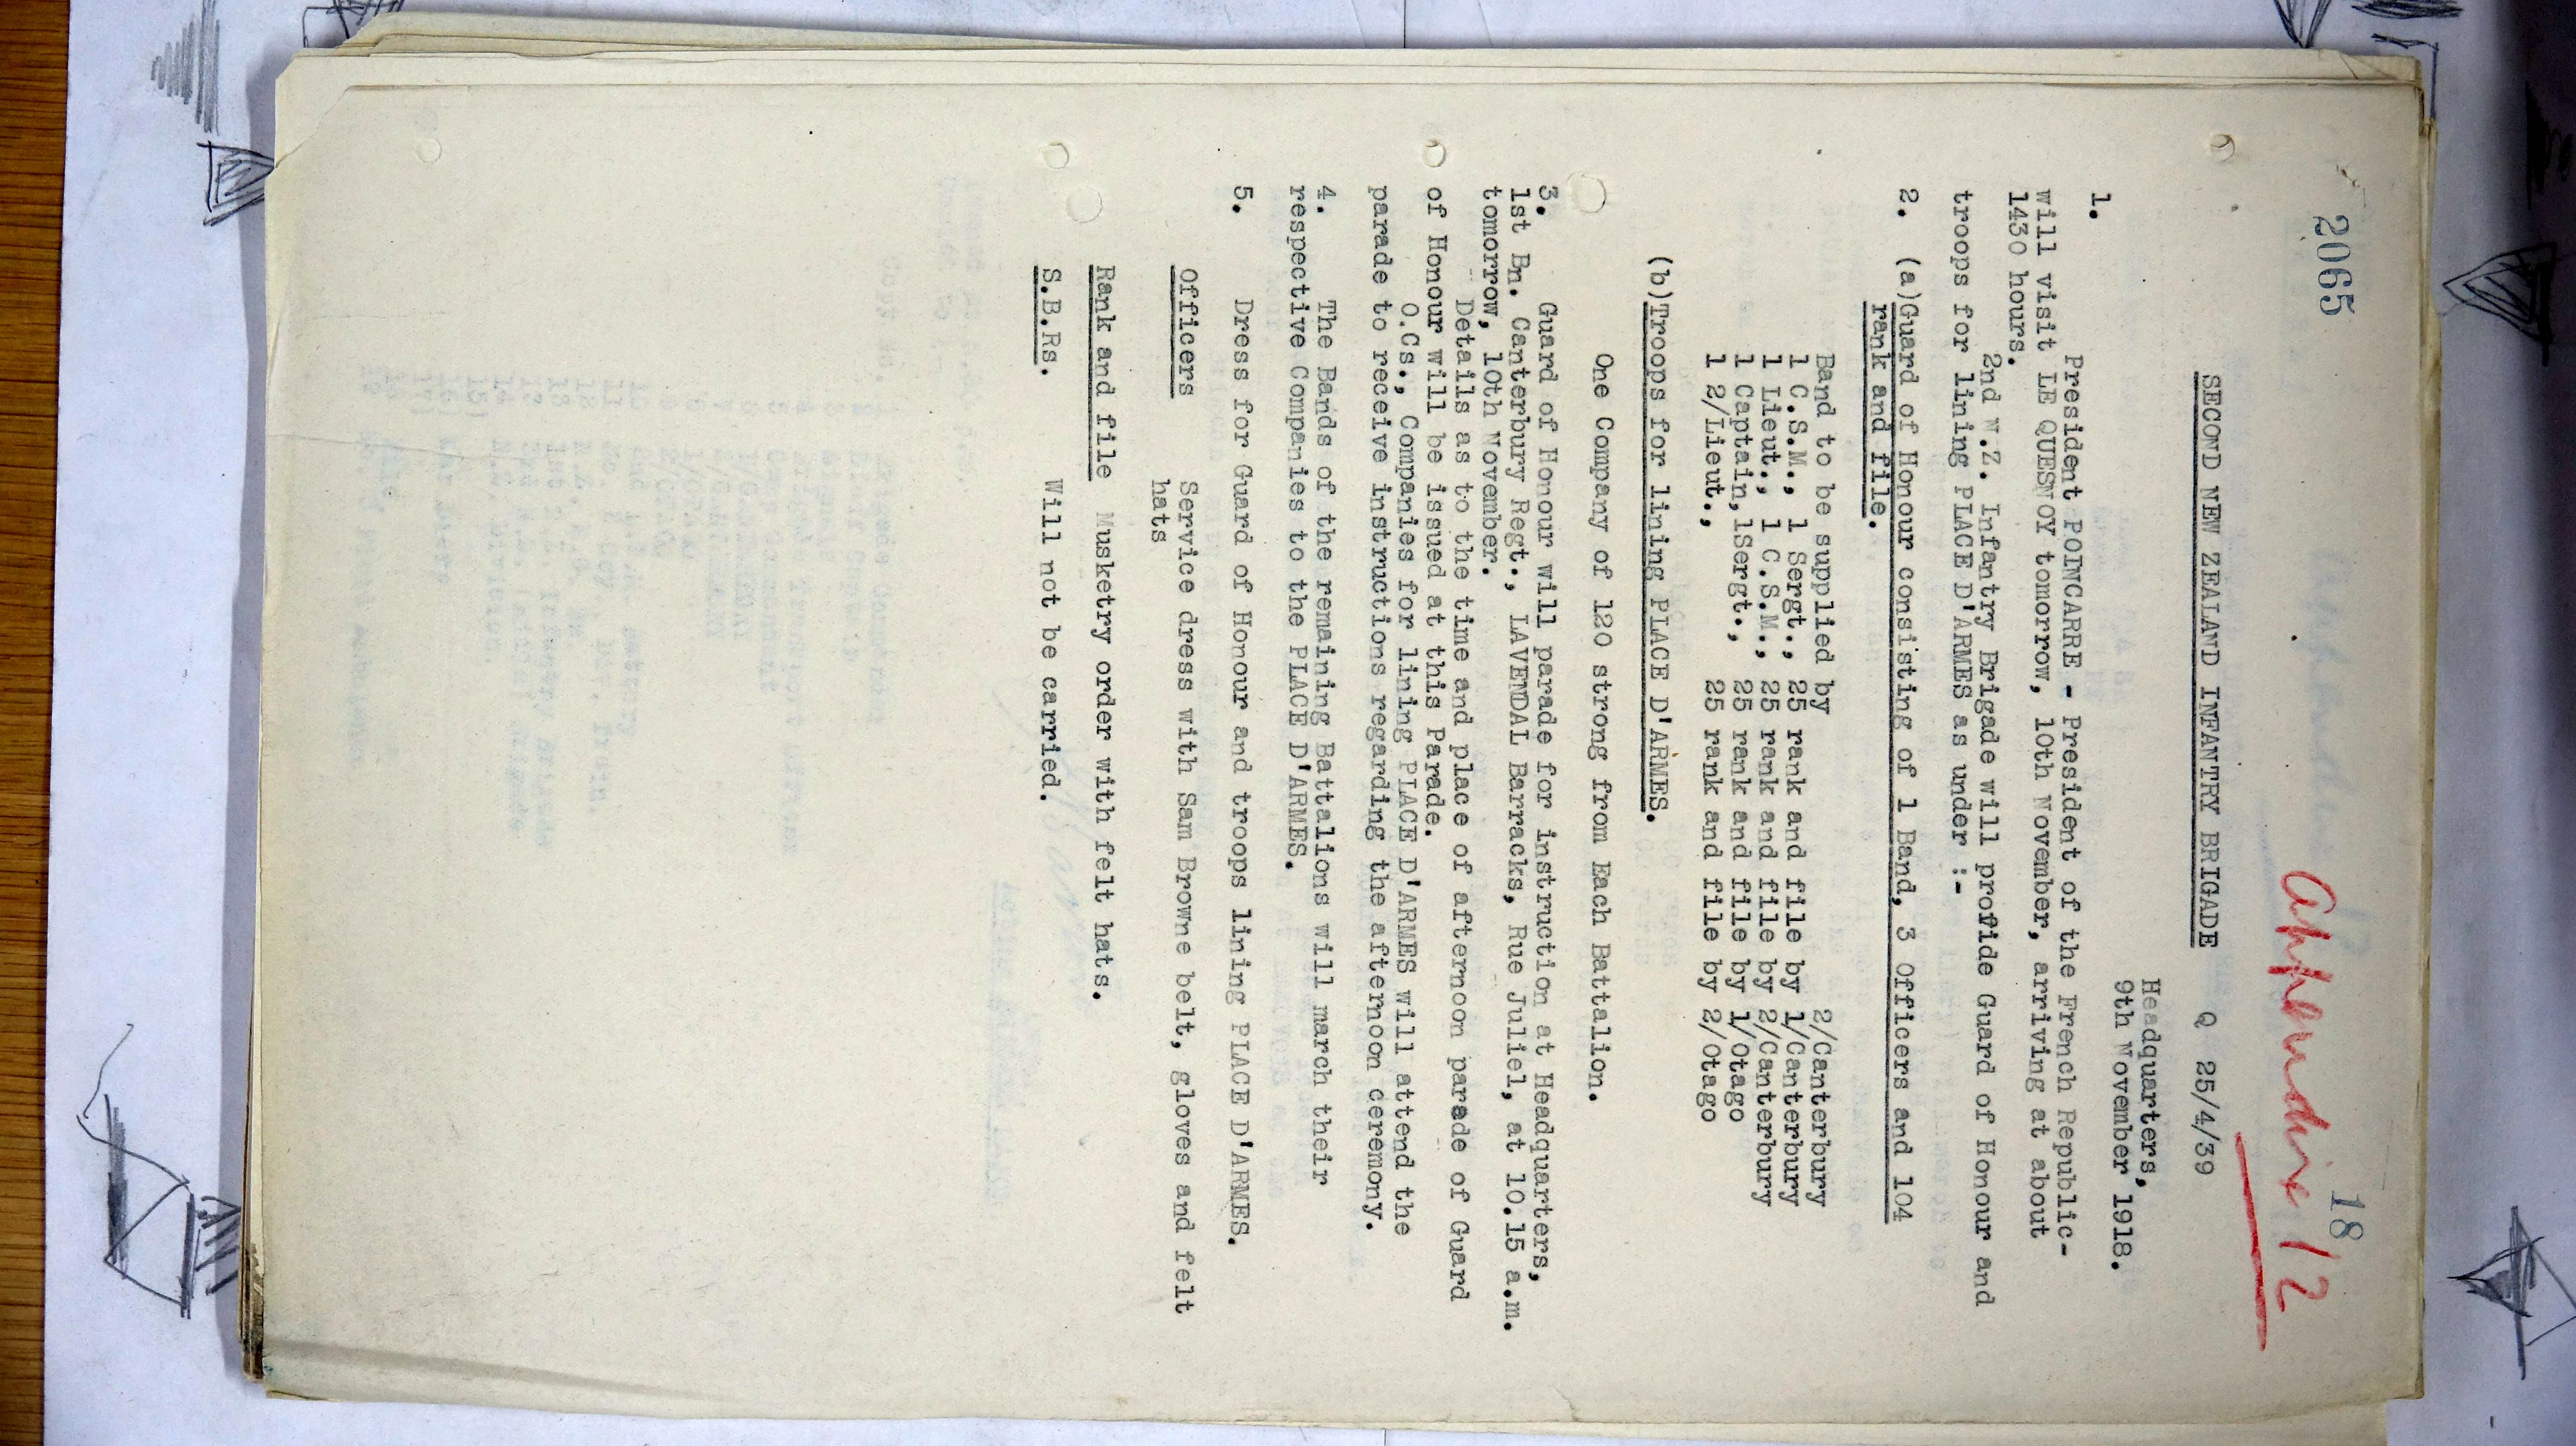 2065
18
Appendix 12
SECOND NEW ZEALAND INFANTRY BRIGADE   Q 25/4/39
Headquarters,
9th November 1918.
1.
President POINCARRE - President of the French Republic-
will visit LE QUESNOY tomorrow, 10th November, arriving at about
1430 hours.
2nd N.Z. Infantry Brigade will profide Guard of Honour and
troops for lining PLACE D'ARMES as under :-
2. (a)Guard of Honour consisting of 1 Band, 3 Officers and 104
rank and file.
Band to be supplied by 2/Canterbury
1 C.S.M., 1 Sergt., 25 rank and file by 1/Canterbury
1 Lieut., 1 C.S.M., 25 rank and file by 2/Canterbury
1 Captain,1Sergt., 25 rank and file by 1/Otago
1 2/Lieut., 25 rank and file by 2/Otago
(b)Troops for lining PLACE D'ARMES.
One Company of 120 strong from Each Battalion.
3. Guard of Honour will parade for instruction at Headquarters,
1st Bn. Canterbury Regt., LAVENDAL Barracks, Rue Juliel, at 10.15 a.m.
tomorrow, 10th November.
Details as to the time and place of afternoon parade of Guard
of Honour will be issued at this Parade.
O.Cs., Companies for lining PLACE D'ARMES will attend the
parade to receive instructions regarding the afternoon ceremony.
4. The Bands of the remaining Battalions will march their
respective Companies to the PLACE D'ARMES.
5. Dress for Guard of Honour and troops lining PLACE D'ARMES.
Officers Service dress with Sam Browne belt, gloves and felt
hats
Rank and file Musketry order with felt hats.
S.B.Rs. Will not be carried.